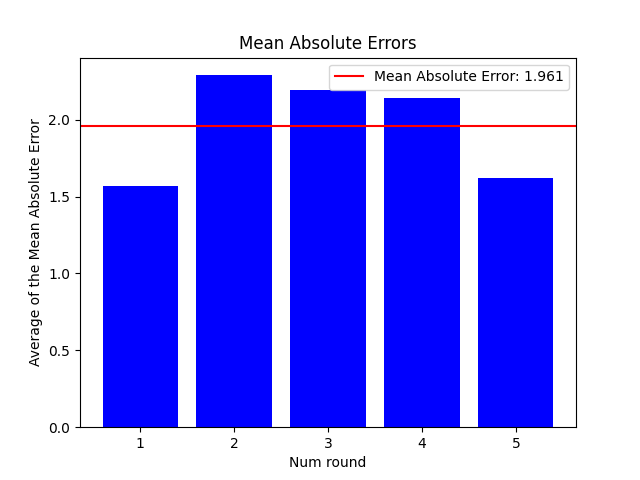 Mean Absolute Errors
Mean Absolute Error: 1.961
Average of the Mean Absolute Error
2.0
1.5
1.0
0.5
0.0
1 2 3 4 5
Num round